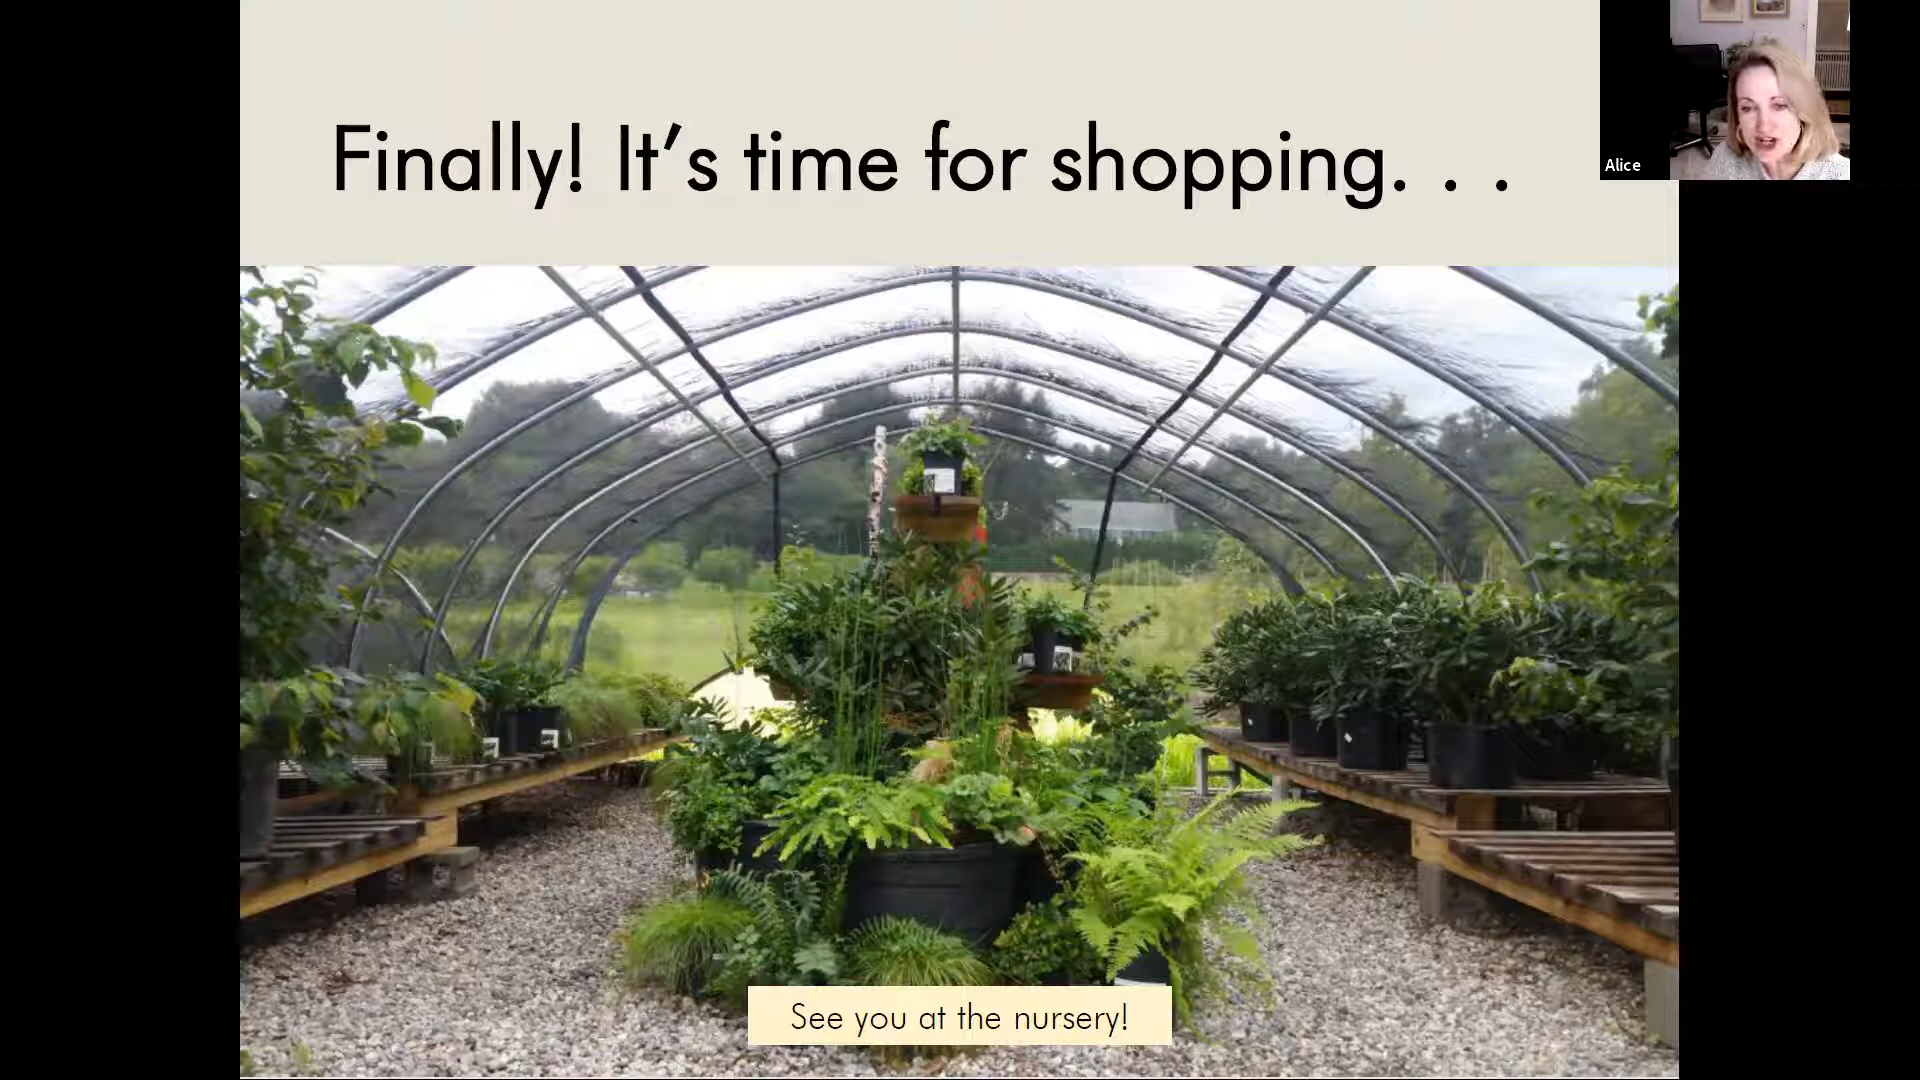 Finally! It's time for shopping. . .
Alice
See you at the nursery!